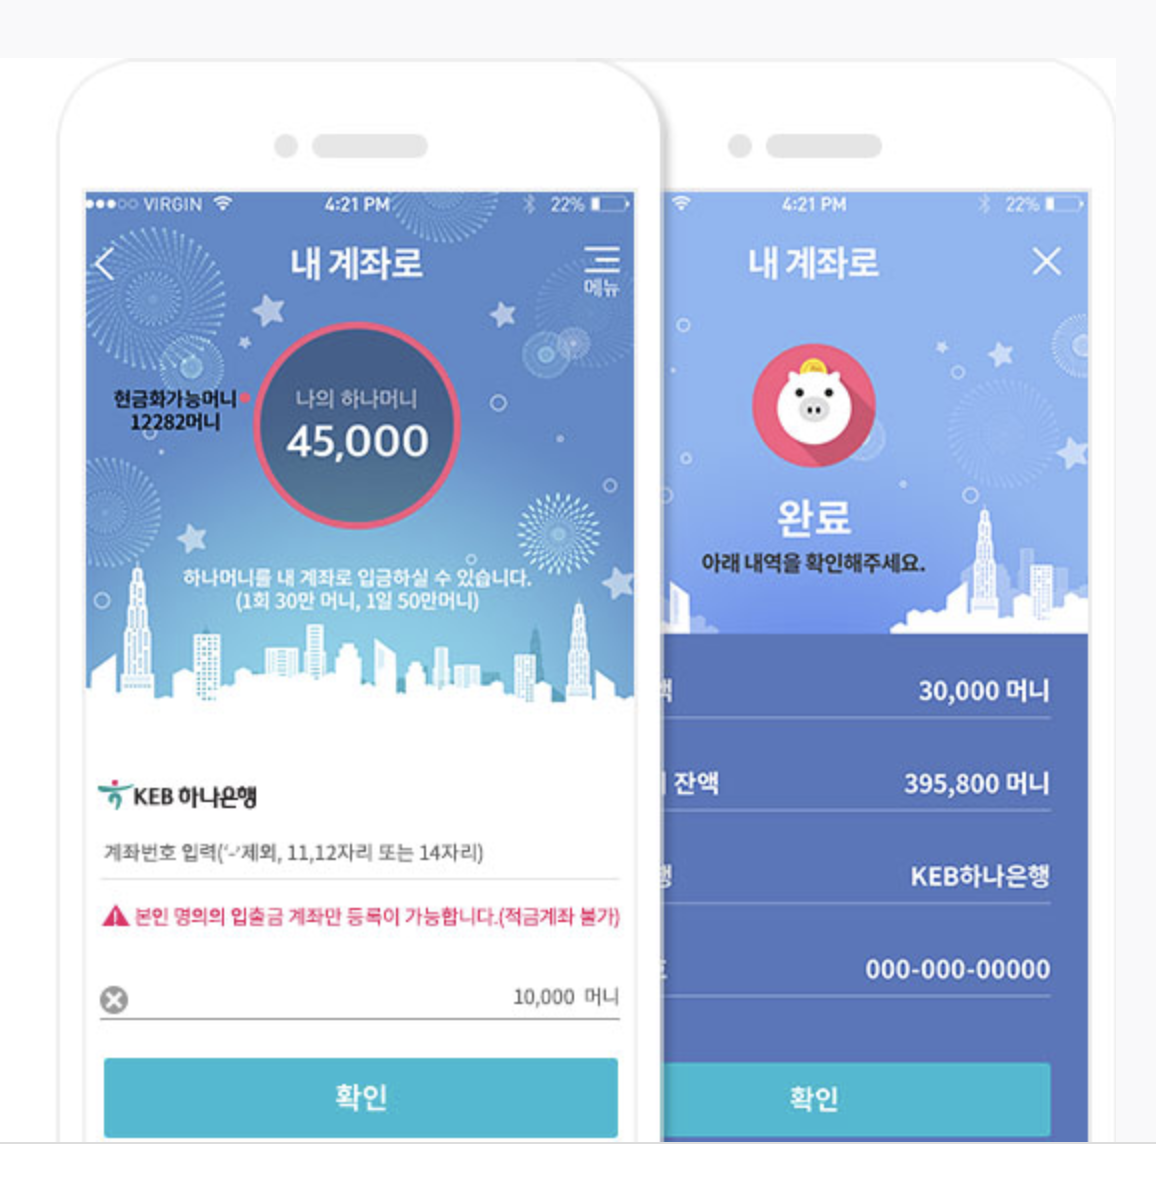 VIRGIN 4:21 PM 22%
내 계좌로
메뉴
현금화가능머니
12282머니
나의 하나머니
45,000
하나머니를 내 계좌로 입금하실 수 있습니다.
(1회 30만 머니, 1일 50만머니)
KEB 하나은행
계좌번호 입력('-'제외, 11,12자리 또는 14자리)
본인 명의의 입출금 계좌만 등록이 가능합니다.(적금계좌 불가)
10,000 머니
확인
4:21 PM 22%
내 계좌로
완료
아래 내역을 확인해주세요.
30,000 머니
잔액 395,800 머니
KEB하나은행
000-000-00000
확인